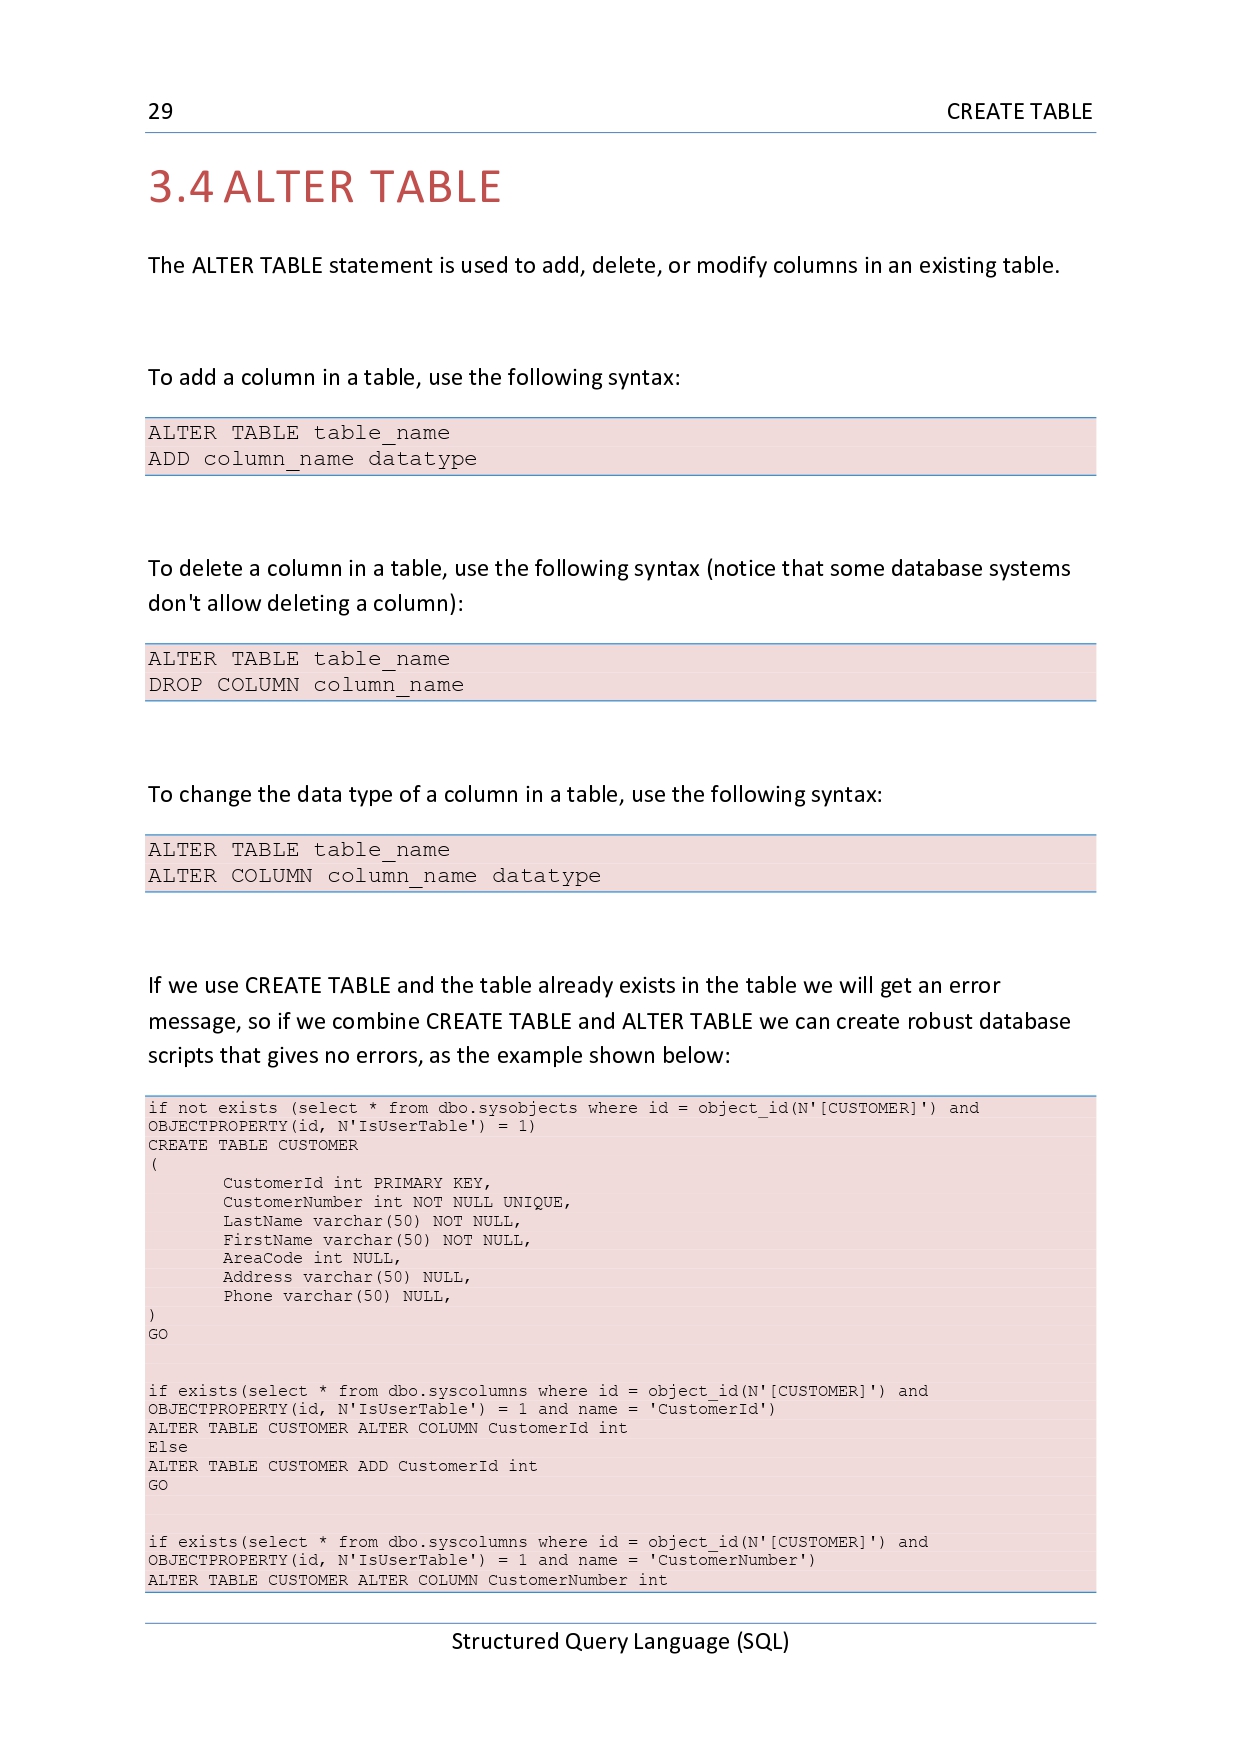 29 CREATE TABLE
3.4 ALTER TABLE
The ALTER TABLE statement is used to add, delete, or modify columns in an existing table.
To add a column in a table, use the following syntax:
ALTER TABLE table_name
ADD column_name datatype
To delete a column in a table, use the following syntax (notice that some database systems
don't allow deleting a column):
ALTER TABLE table_name
DROP COLUMN column_name
To change the data type of a column in a table, use the following syntax:
ALTER TABLE table_name
ALTER COLUMN column_name datatype
If we use CREATE TABLE and the table already exists in the table we will get an error
message, so if we combine CREATE TABLE and ALTER TABLE we can create robust database
scripts that gives no errors, as the example shown below:
if not exists (select * from dbo.sysobjects where id = object_id(N'[CUSTOMER]') and
OBJECTPROPERTY(id, N'IsUserTable') = 1)
CREATE TABLE CUSTOMER
(
CustomerId int PRIMARY KEY,
CustomerNumber int NOT NULL UNIQUE,
LastName varchar(50) NOT NULL,
FirstName varchar(50) NOT NULL,
AreaCode int NULL,
Address varchar(50) NULL,
Phone varchar(50) NULL,
)
GO
if exists(select * from dbo.syscolumns where id = object_id(N'[CUSTOMER]') and
OBJECTPROPERTY(id, N'IsUserTable') = 1 and name = 'CustomerId')
ALTER TABLE CUSTOMER ALTER COLUMN CustomerId int
Else
ALTER TABLE CUSTOMER ADD CustomerId int
GO
if exists(select * from dbo.syscolumns where id = object_id(N'[CUSTOMER]') and
OBJECTPROPERTY(id, N'IsUserTable') = 1 and name = 'CustomerNumber')
ALTER TABLE CUSTOMER ALTER COLUMN CustomerNumber int
Structured Query Language (SQL)